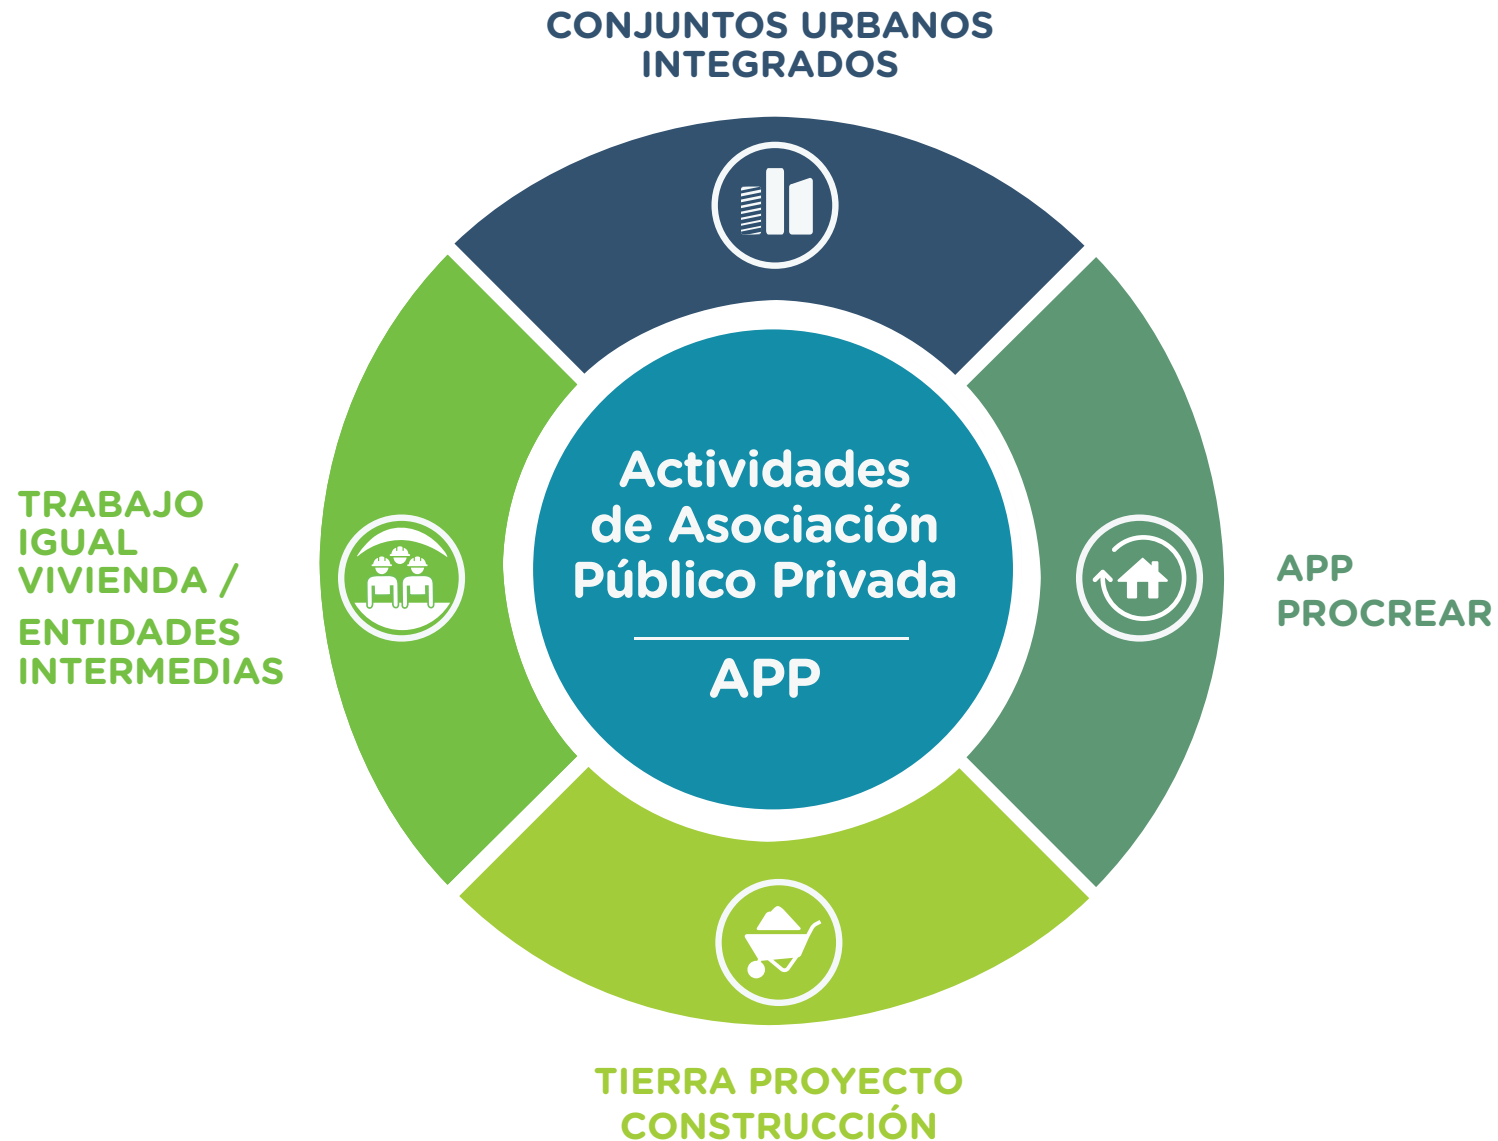 CONJUNTOS URBANOS
INTEGRADOS
Actividades
de Asociación
Público Privada
APP
TRABAJO
IGUAL
VIVIENDA /
ENTIDADES
INTERMEDIAS
APP
PROCREAR
TIERRA PROYECTO
CONSTRUCCIÓN